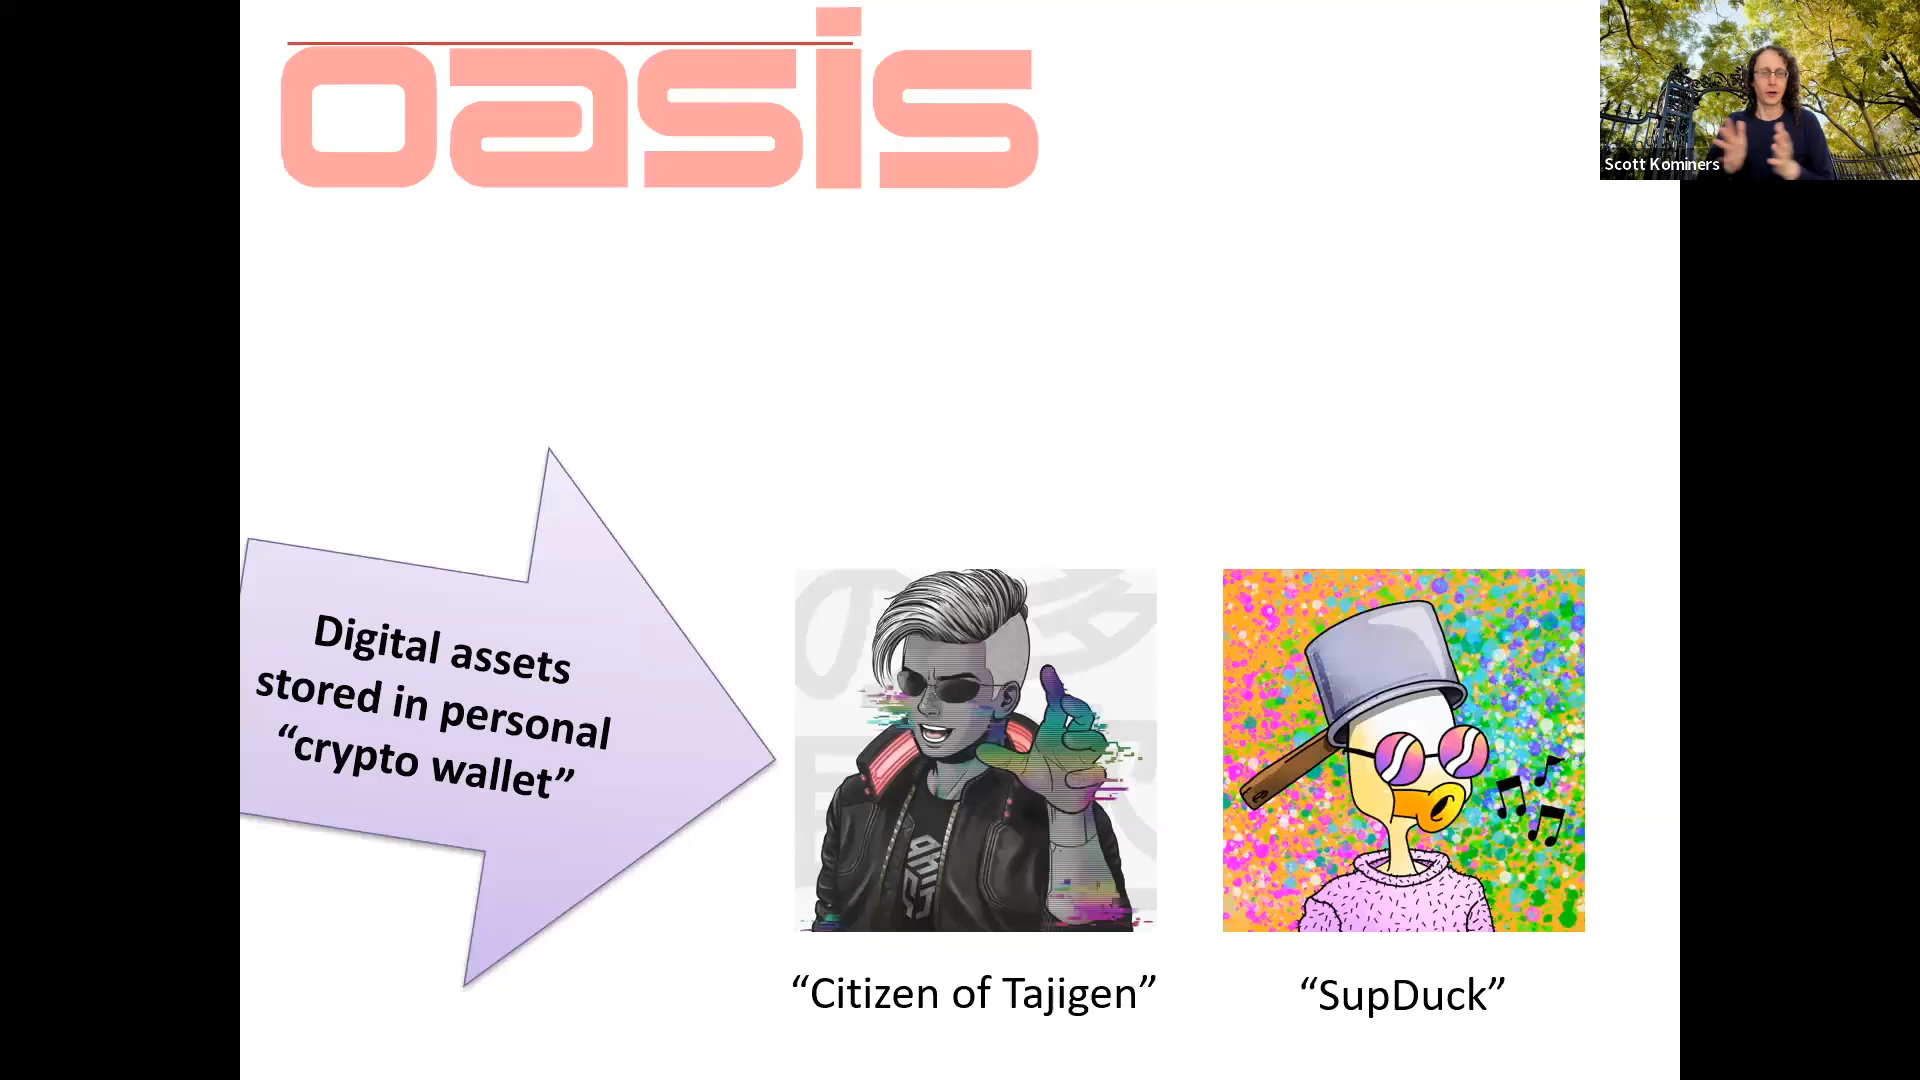 oasis
Scott Kominers
Digital assets
stored in personal
“crypto wallet”
“Citizen of Tajigen”
“SupDuck”